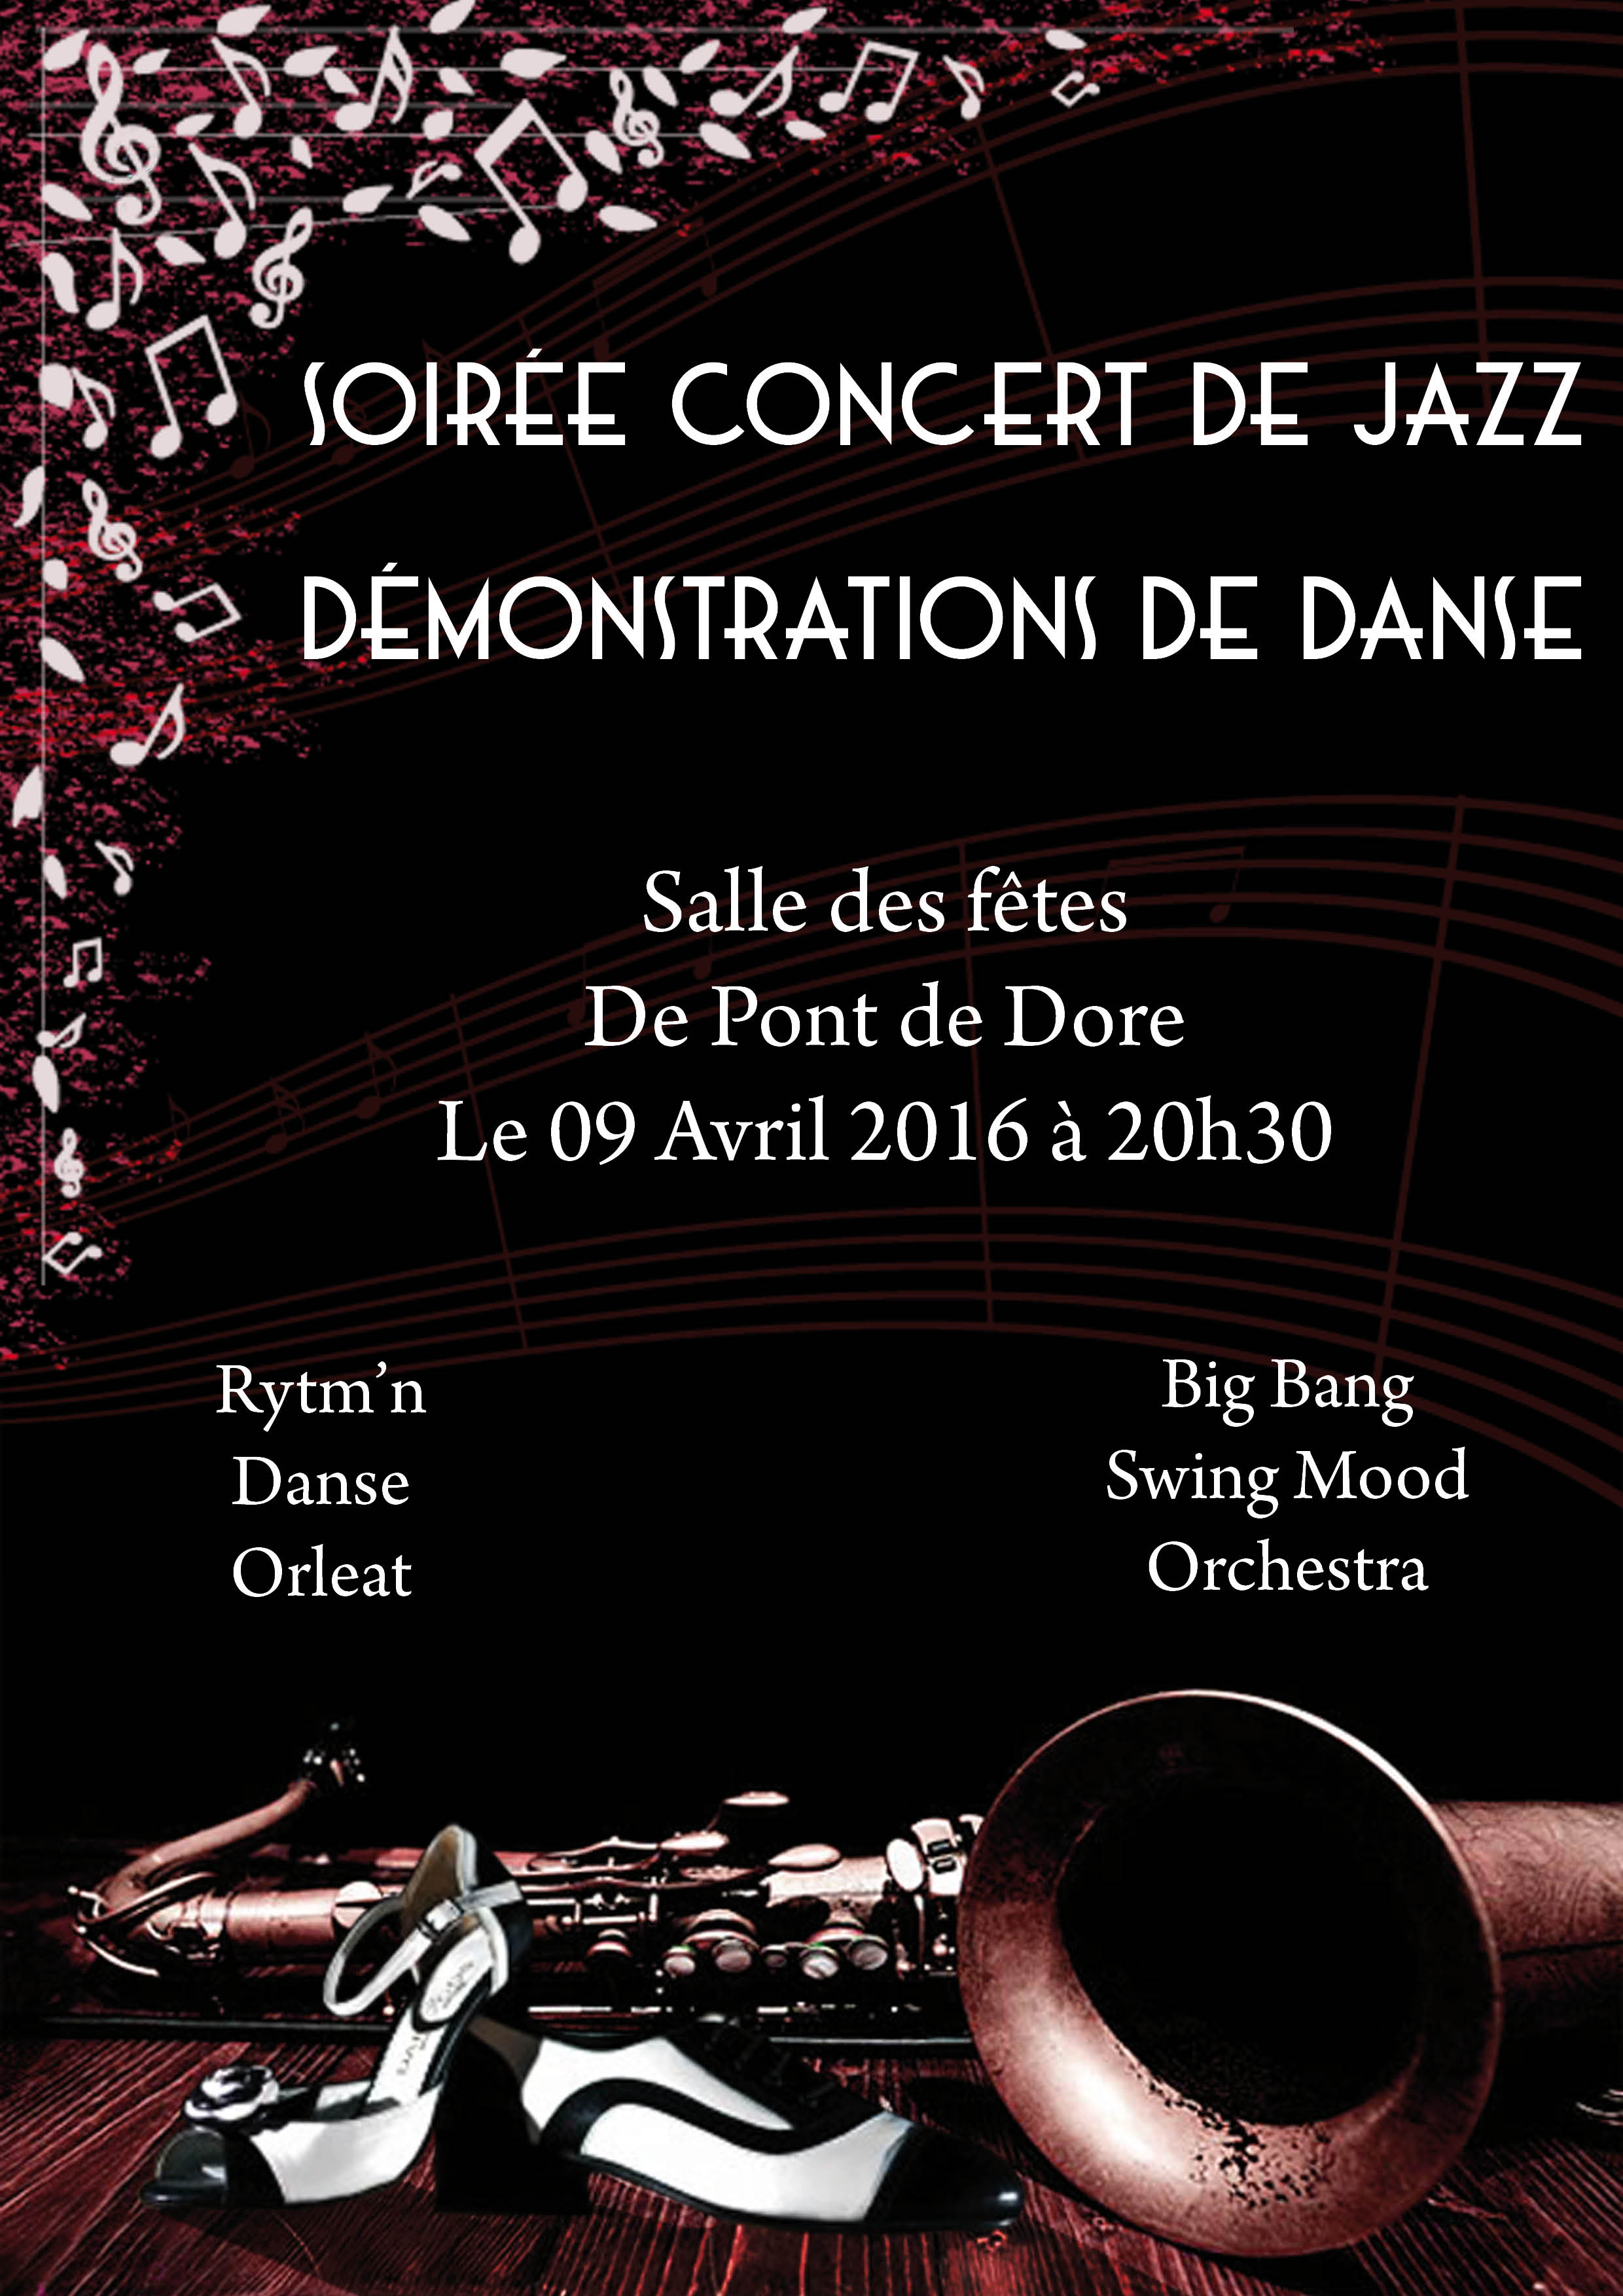 SOIRÉE CONCERT DE JAZZ
DÉMONSTRATIONS DE DANSE
Salle des fêtes
De Pont de Dore
Le 09 Avril 2016 à 20h30
Rytm’n
Danse
Orleat
Big Bang
Swing Mood
Orchestra